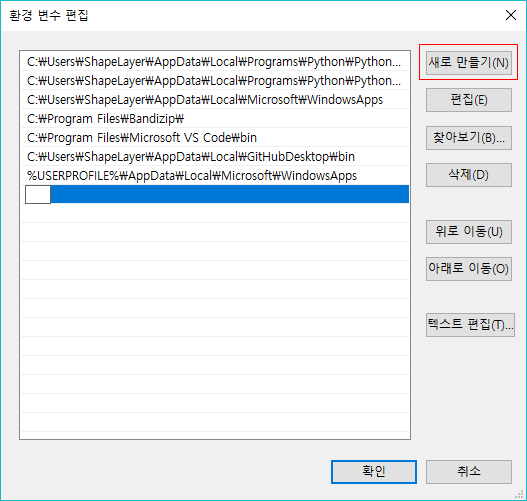 환경 변수 편집
C:₩Users₩ShapeLayer₩AppData₩Local₩Programs₩Python₩Python...
C:₩Users₩ShapeLayer₩AppData₩Local₩Programs₩Python₩Python...
C:₩Users₩ShapeLayer₩AppData₩Local₩Microsoft₩WindowsApps
C:₩Program Files₩Bandizip₩
C:₩Program Files₩Microsoft VS Code₩bin
C:₩Users₩ShapeLayer₩AppData₩Local₩GitHubDesktop₩bin
%USERPROFILE%₩AppData₩Local₩Microsoft₩WindowsApps
새로 만들기(N)
편집(E)
찾아보기(B)...
삭제(D)
위로 이동(U)
아래로 이동(O)
텍스트 편집(T)...
확인
취소